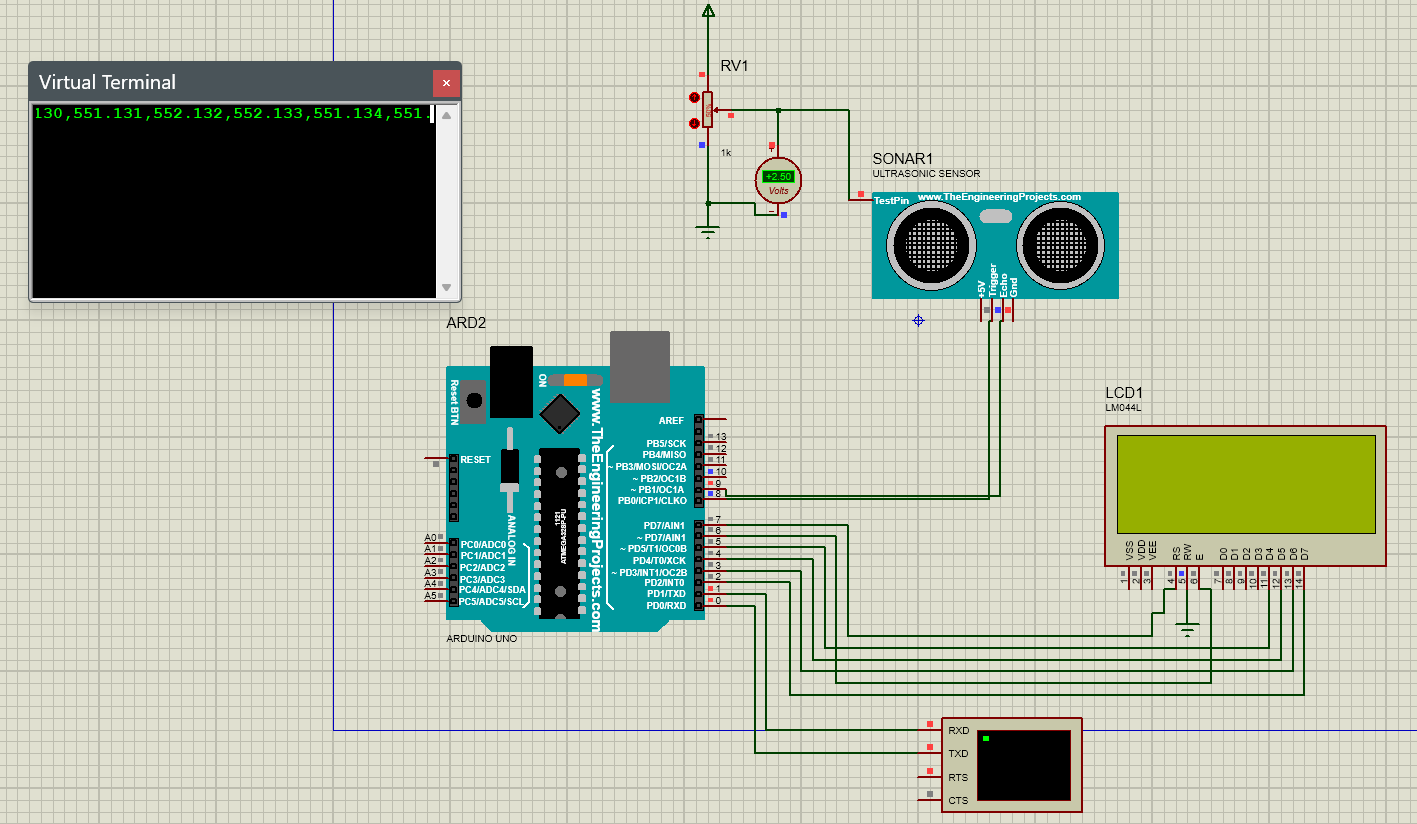 RV1
Virtual Terminal
130,551.131,552.132,552.133,551.134,551.
50%
1k
+
+2.50
Volts
-
SONAR1
ULTRASONIC SENSOR
TestPin
www.TheEngineeringProjects.com
+5V
Trigger
Echo
Gnd
ARD2
Reset BTN
ON
www.TheEngineeringProjects.com
RESET
ANALOG IN
1121
ATMEGA328P-PU
AREF
PB5/SCK 13
PB4/MISO 12
~ PB3/MOSI/OC2A 11
~ PB2/OC1B 10
~ PB1/OC1A 9
PB0/ICP1/CLKO 8
PD7/AIN1 7
~ PD7/AIN1 6
~ PD5/T1/OC0B 5
PD4/T0/XCK 4
~ PD3/INT1/OC2B 3
PD2/INT0 2
PD1/TXD 1
PD0/RXD 0
A0 PC0/ADC0
A1 PC1/ADC1
A2 PC2/ADC2
A3 PC3/ADC3
A4 PC4/ADC4/SDA
A5 PC5/ADC5/SCL
ARDUINO UNO
LCD1
LM044L
VSS VDD VEE RS RW E D0 D1 D2 D3 D4 D5 D6 D7
1 2 3 4 5 6 7 8 9 10 11 12 13 14
RXD
TXD
RTS
CTS